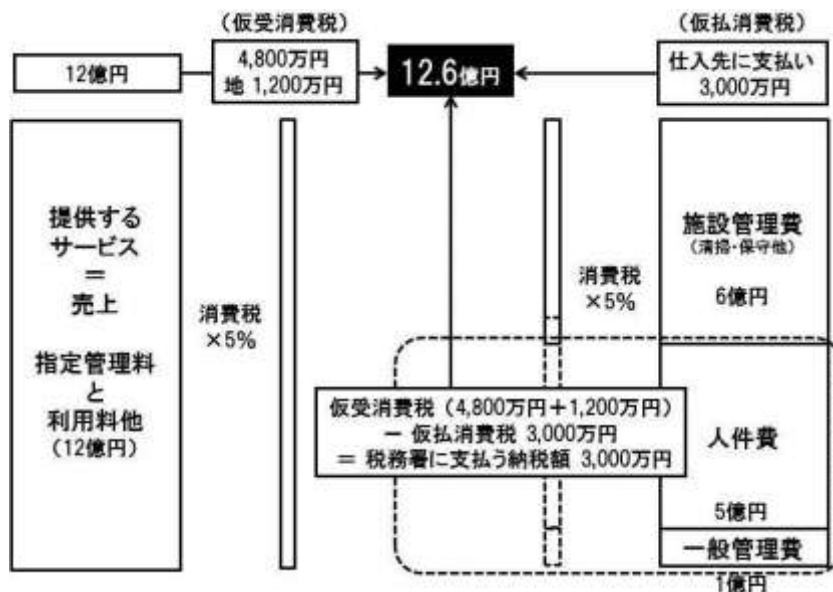 (仮受消費税)
(仮払消費税)
12億円
4,800万円
地 1,200万円
12.6億円
仕入先に支払い
3,000万円
提供する
サービス
=
売上
指定管理料
と
利用料他
(12億円)
消費税
×5%
消費税
×5%
施設管理費
(清掃・保守他)
6億円
仮受消費税 (4,800万円+1,200万円)
- 仮払消費税 3,000万円
= 税務署に支払う納税額 3,000万円
人件費
5億円
一般管理費
1億円